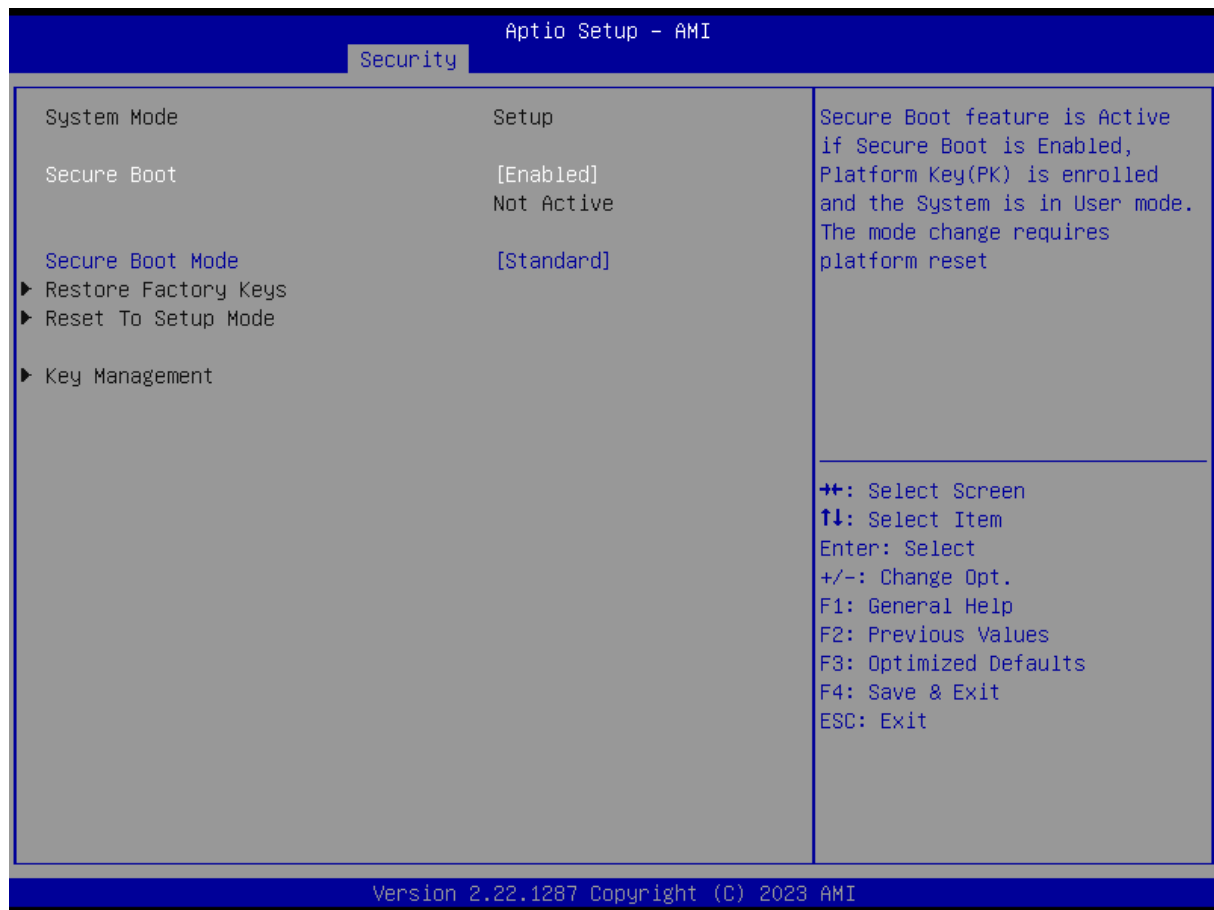 Aptio Setup – AMI
Security
System Mode Setup
Secure Boot [Enabled]
Not Active
Secure Boot Mode [Standard]
▶ Restore Factory Keys
▶ Reset To Setup Mode
▶ Key Management
Secure Boot feature is Active
if Secure Boot is Enabled,
Platform Key(PK) is enrolled
and the System is in User mode.
The mode change requires
platform reset
→←: Select Screen
↑↓: Select Item
Enter: Select
+/-: Change Opt.
F1: General Help
F2: Previous Values
F3: Optimized Defaults
F4: Save & Exit
ESC: Exit
Version 2.22.1287 Copyright (C) 2023 AMI